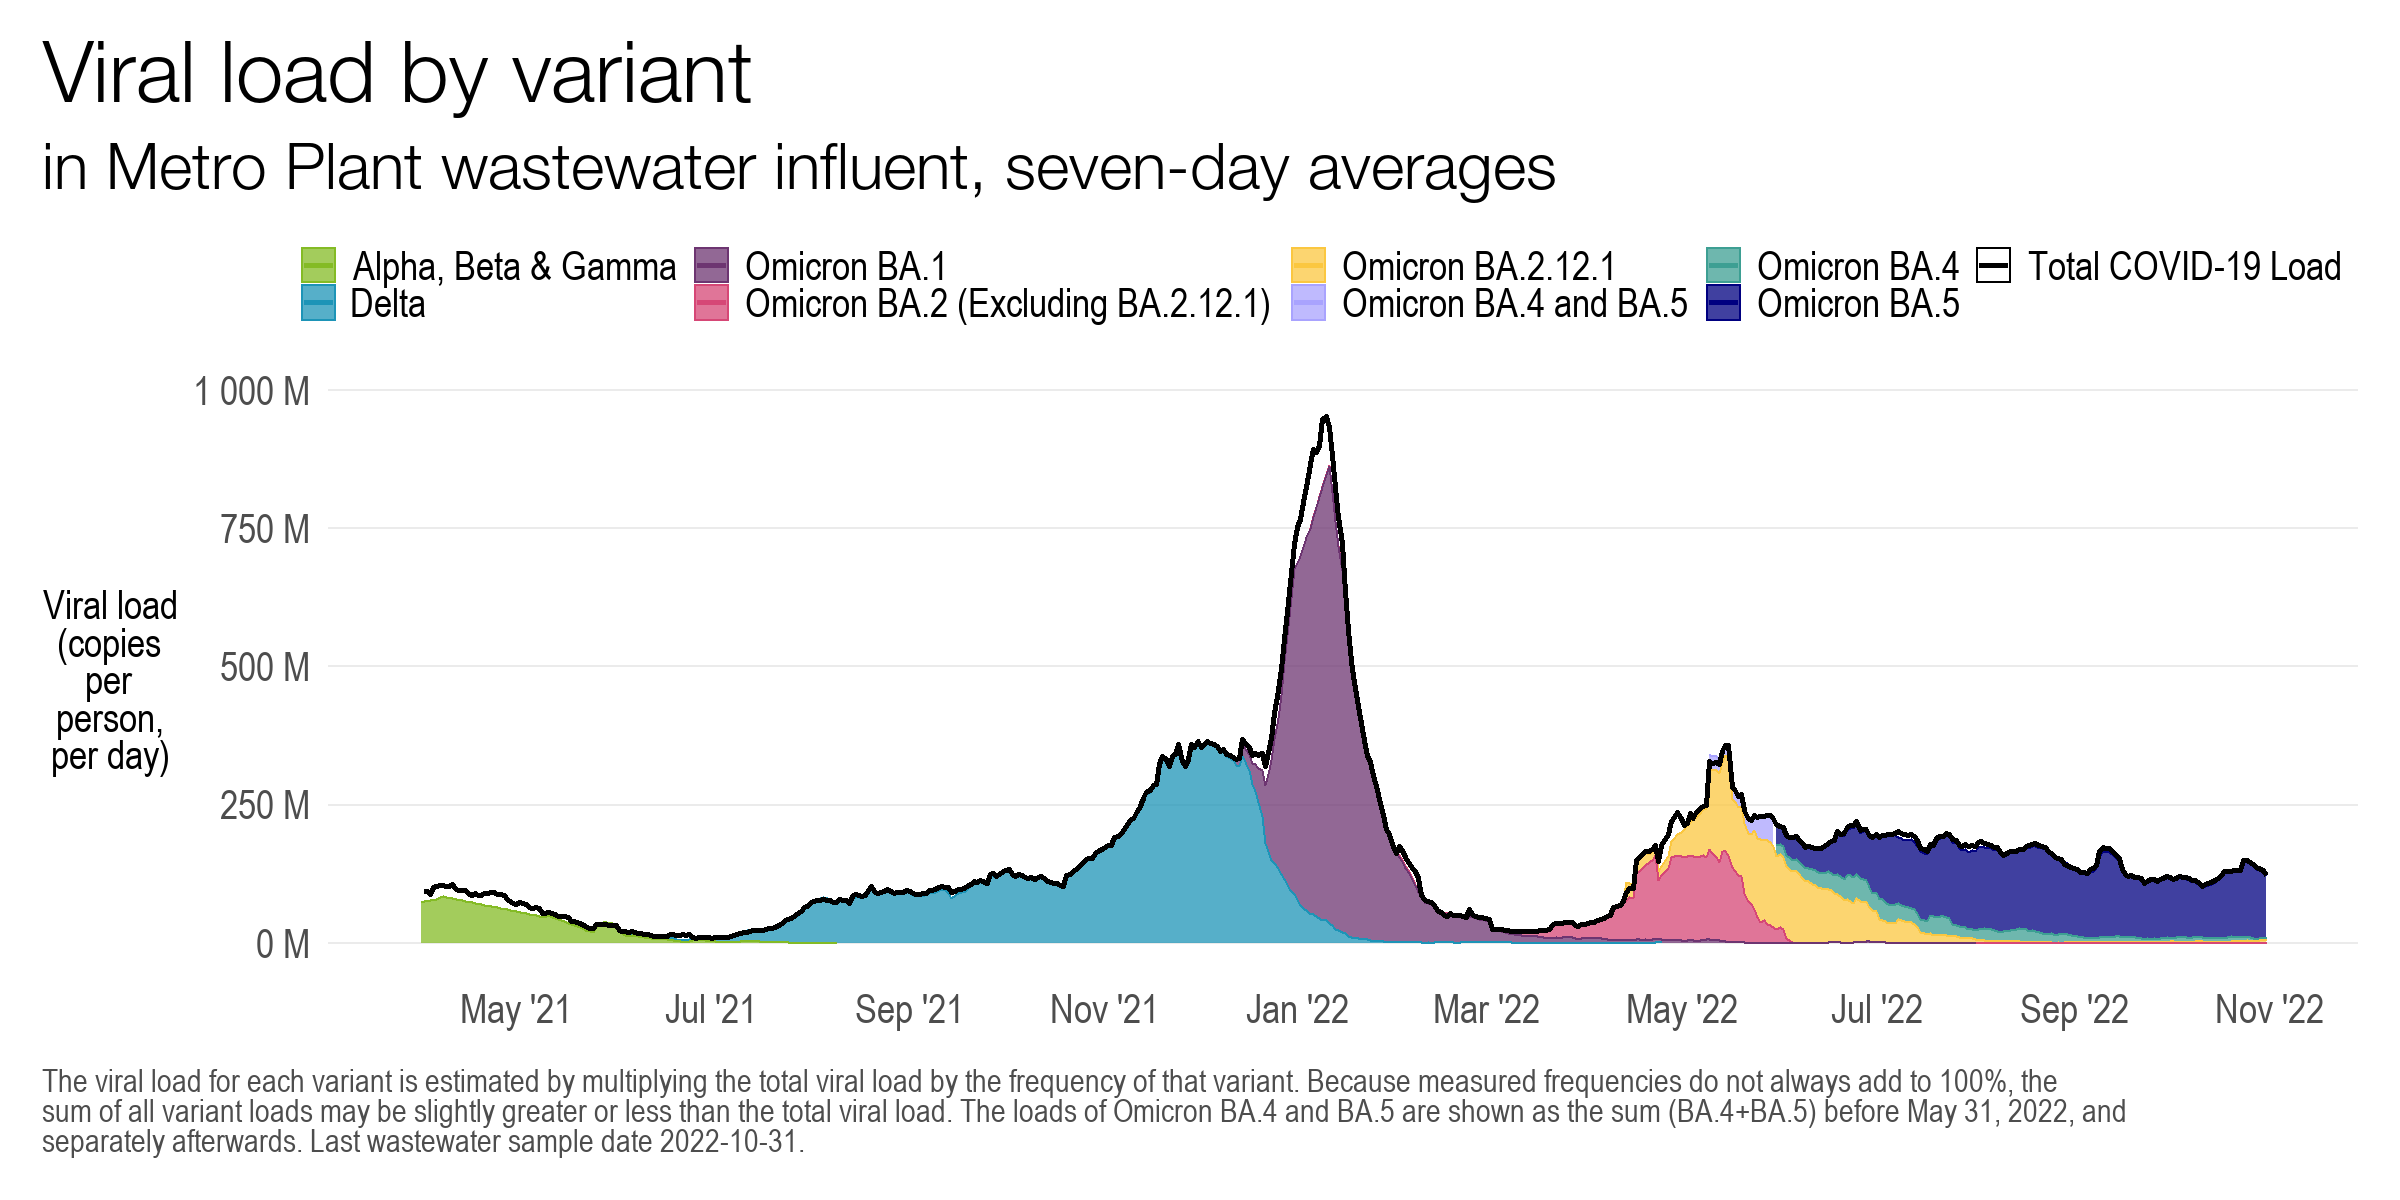 Viral load by variant
in Metro Plant wastewater influent, seven-day averages
Alpha, Beta & Gamma
Delta
Omicron BA.1
Omicron BA.2 (Excluding BA.2.12.1)
Omicron BA.2.12.1
Omicron BA.4 and BA.5
Omicron BA.4
Omicron BA.5
Total COVID-19 Load
1 000 M
750 M
500 M
250 M
0 M
Viral load
(copies
per
person,
per day)
May '21
Jul '21
Sep '21
Nov '21
Jan '22
Mar '22
May '22
Jul '22
Sep '22
Nov '22
The viral load for each variant is estimated by multiplying the total viral load by the frequency of that variant. Because measured frequencies do not always add to 100%, the
sum of all variant loads may be slightly greater or less than the total viral load. The loads of Omicron BA.4 and BA.5 are shown as the sum (BA.4+BA.5) before May 31, 2022, and
separately afterwards. Last wastewater sample date 2022-10-31.